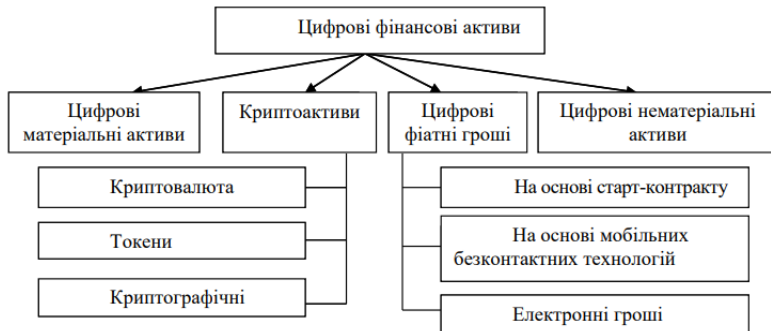 Цифрові фінансові активи
Цифрові
матеріальні активи
Криптоактиви
Цифрові
фіатні гроші
Цифрові нематеріальні
активи
Криптовалюта
Токени
Криптографічні
На основі старт-контракту
На основі мобільних
безконтактних технологій
Електронні гроші